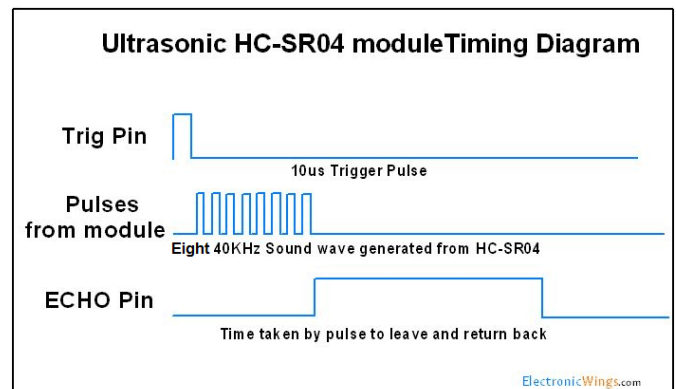 Ultrasonic HC-SR04 moduleTiming Diagram
Trig Pin
10us Trigger Pulse
Pulses
from module
Eight 40KHz Sound wave generated from HC-SR04
ECHO Pin
Time taken by pulse to leave and return back
ElectronicWings.com